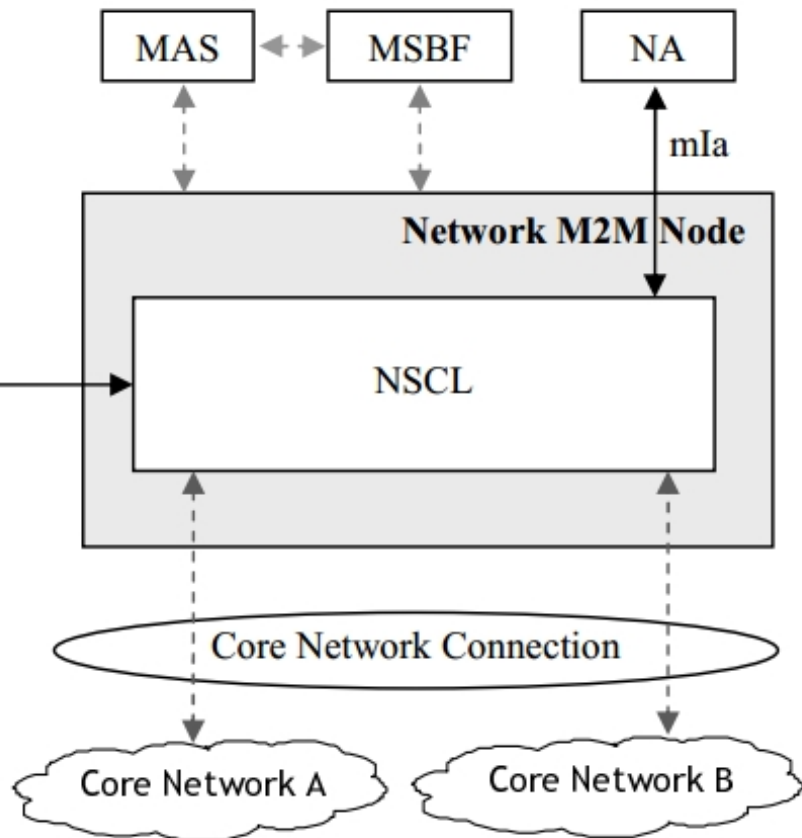 MAS
MSBF
NA
mIa
Network M2M Node
NSCL
Core Network Connection
Core Network A
Core Network B